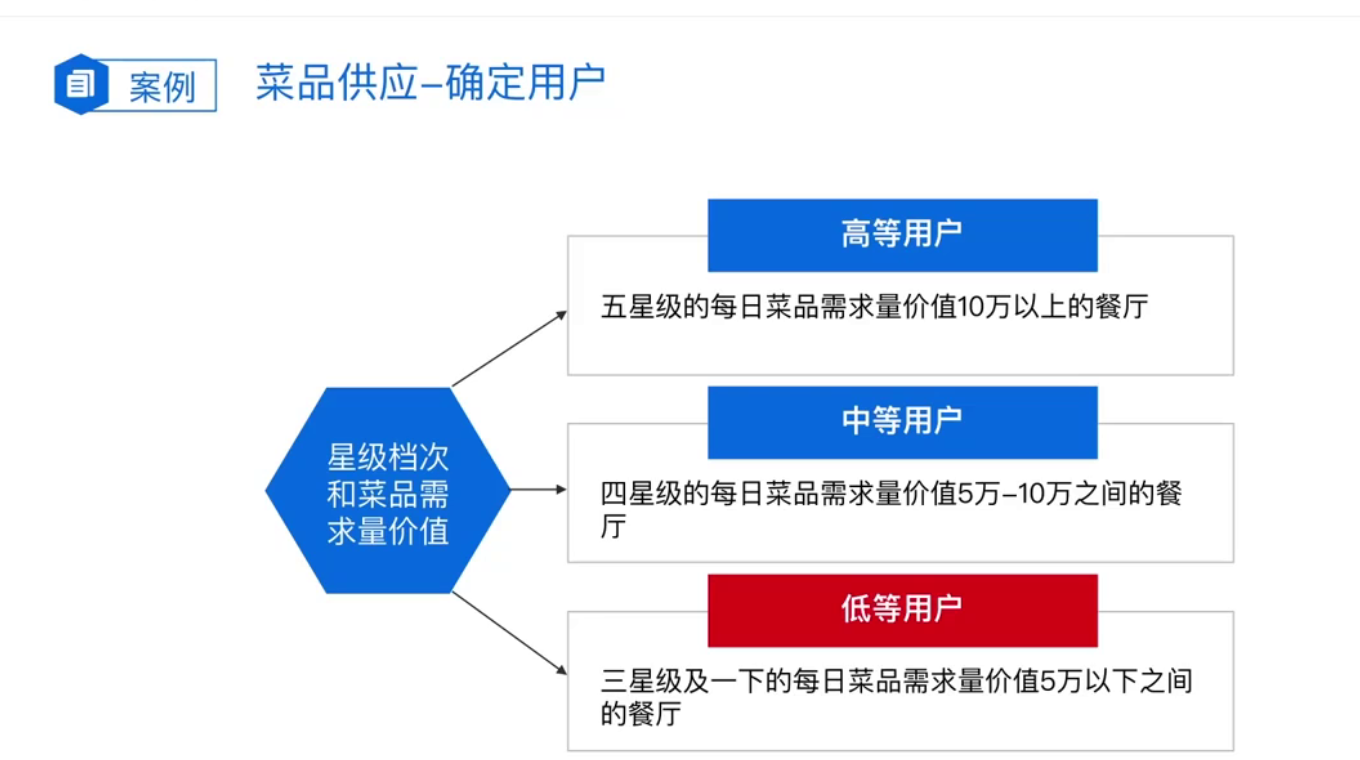 案例
菜品供应–确定用户
高等用户
五星级的每日菜品需求量价值10万以上的餐厅
星级档次
和菜品需
求量价值
中等用户
四星级的每日菜品需求量价值5万–10万之间的餐
厅
低等用户
三星级及一下的每日菜品需求量价值5万以下之间
的餐厅